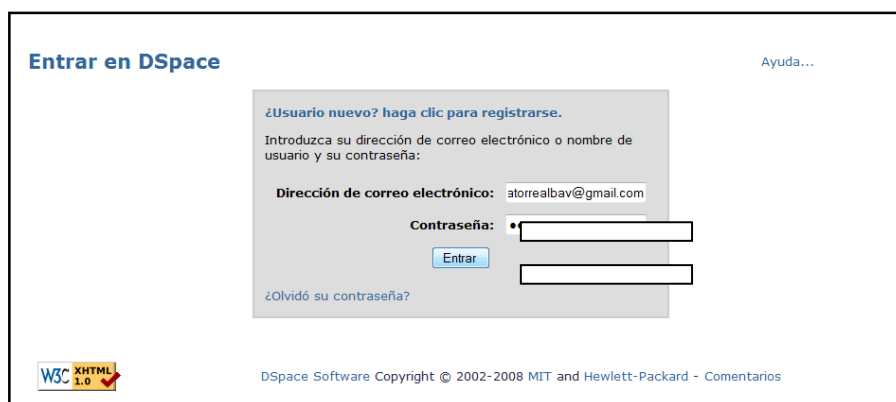 Entrar en DSpace
Ayuda...
¿Usuario nuevo? haga clic para registrarse.
Introduzca su dirección de correo electrónico o nombre de
usuario y su contraseña:
Dirección de correo electrónico: atorrealbav@gmail.com
Contraseña:
Entrar
¿Olvidó su contraseña?
W3C XHTML 1.0
DSpace Software Copyright © 2002-2008 MIT and Hewlett-Packard - Comentarios